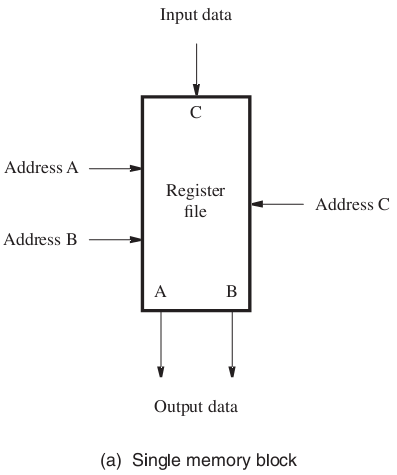 Input data
C
Address A
Register
file
Address C
Address B
A
B
Output data
(a) Single memory block